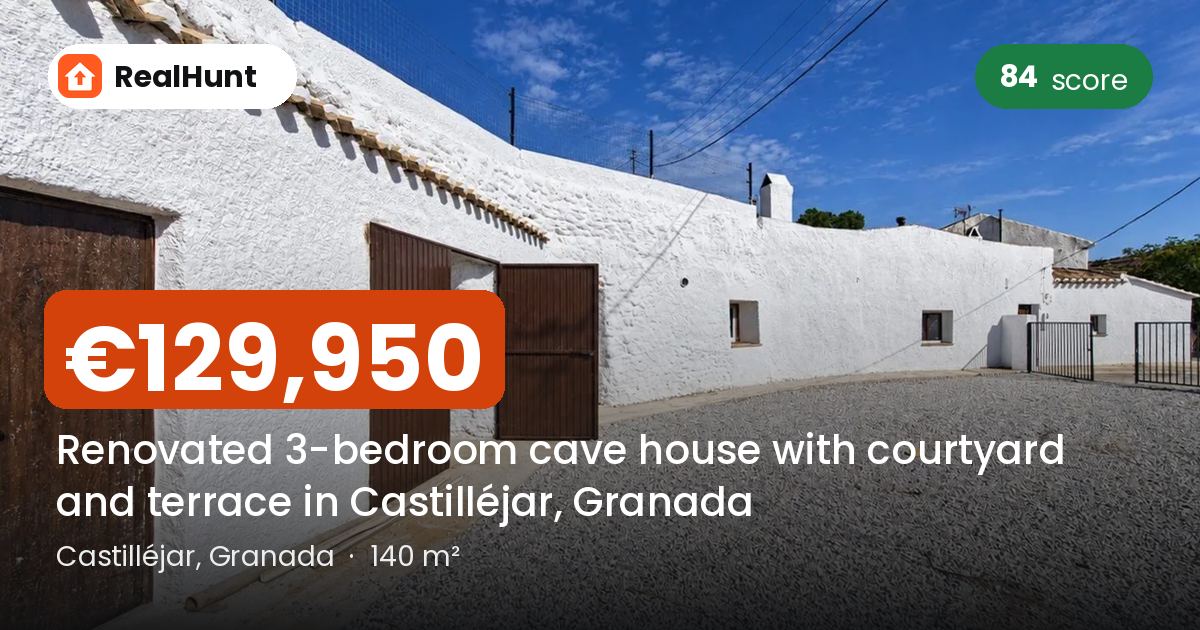 RealHunt
84 score
€129,950
Renovated 3-bedroom cave house with courtyard
and terrace in Castilléjar, Granada
Castilléjar, Granada · 140 m²